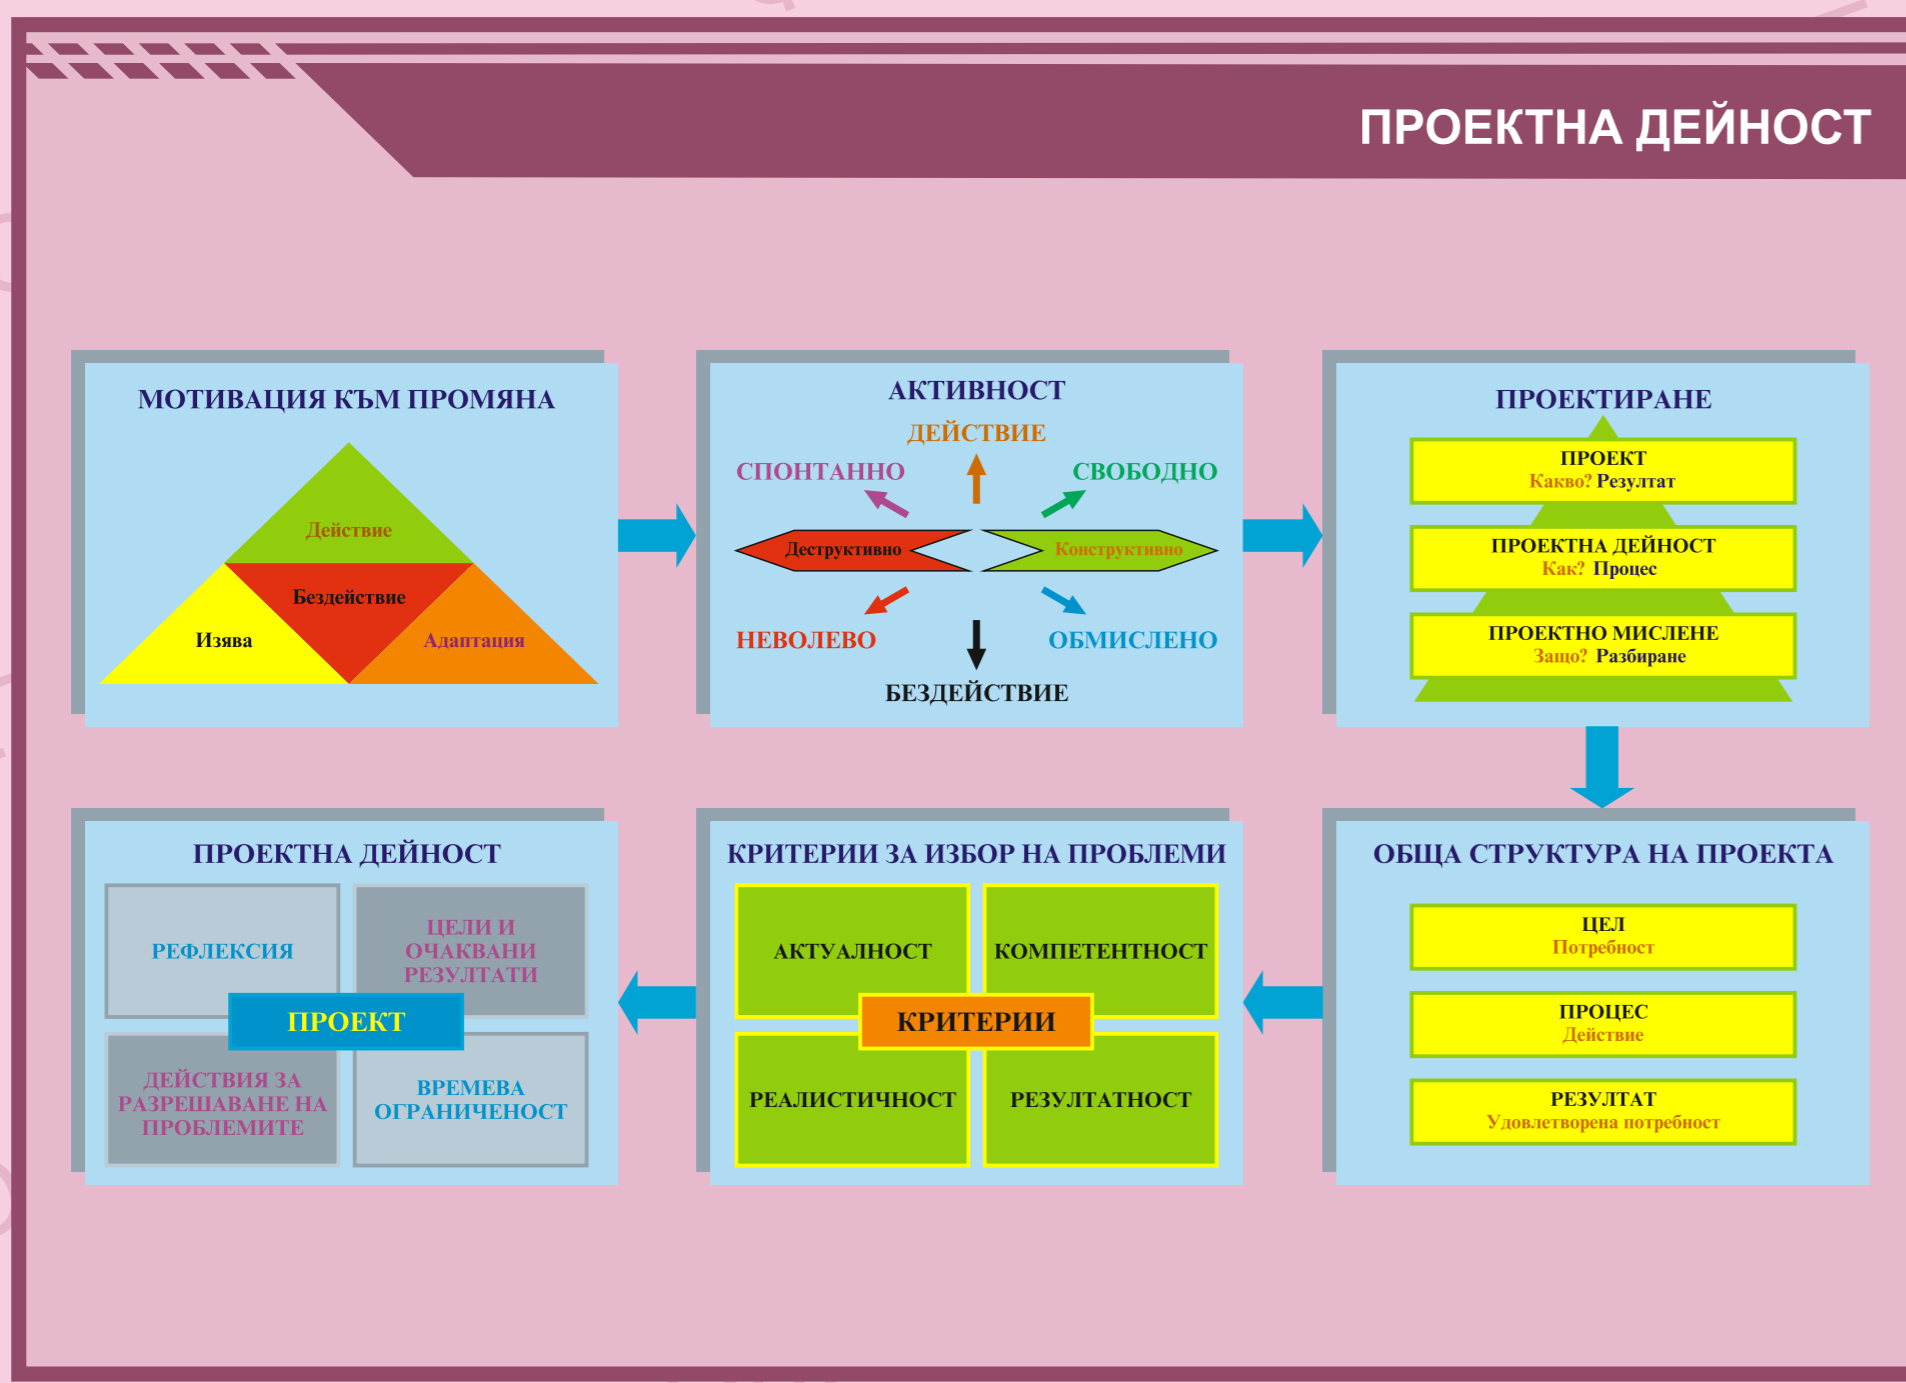 ПРОЕКТНА ДЕЙНОСТ
МОТИВАЦИЯ КЪМ ПРОМЯНА
Действие
Бездействие
Изява
Адаптация
АКТИВНОСТ
ДЕЙСТВИЕ
СПОНТАННО
СВОБОДНО
Деструктивно
Конструктивно
НЕВОЛЕВО
ОБМИСЛЕНО
БЕЗДЕЙСТВИЕ
ПРОЕКТИРАНЕ
ПРОЕКТ
Какво? Резултат
ПРОЕКТНА ДЕЙНОСТ
Как? Процес
ПРОЕКТНО МИСЛЕНЕ
Защо? Разбиране
ОБЩА СТРУКТУРА НА ПРОЕКТА
ЦЕЛ
Потребност
ПРОЦЕС
Действие
РЕЗУЛТАТ
Удовлетворена потребност
КРИТЕРИИ ЗА ИЗБОР НА ПРОБЛЕМИ
АКТУАЛНОСТ
КОМПЕТЕНТНОСТ
КРИТЕРИИ
РЕАЛИСТИЧНОСТ
РЕЗУЛТАТНОСТ
ПРОЕКТНА ДЕЙНОСТ
РЕФЛЕКСИЯ
ЦЕЛИ И
ОЧАКВАНИ
РЕЗУЛТАТИ
ПРОЕКТ
ДЕЙСТВИЯ ЗА
РАЗРЕШАВАНЕ НА
ПРОБЛЕМИТЕ
ВРЕМЕВА
ОГРАНИЧЕНОСТ